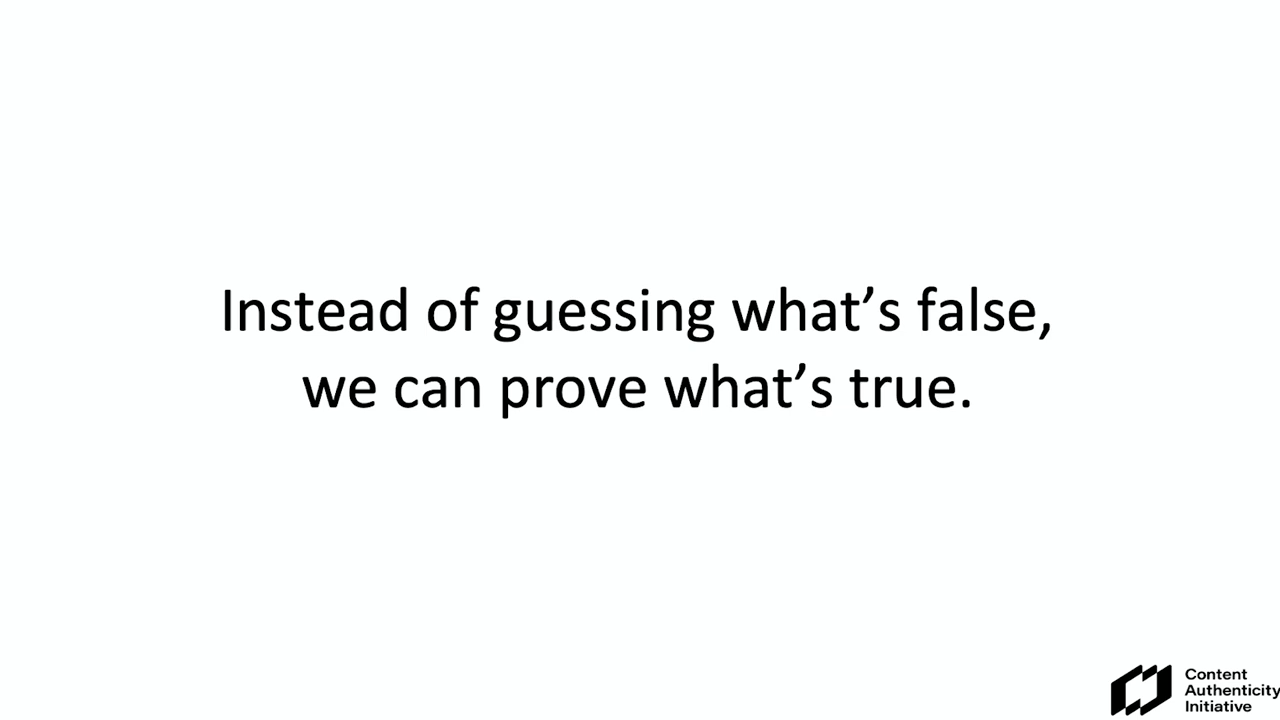 Instead of guessing what’s false,
we can prove what’s true.
Content
Authenticity
Initiative